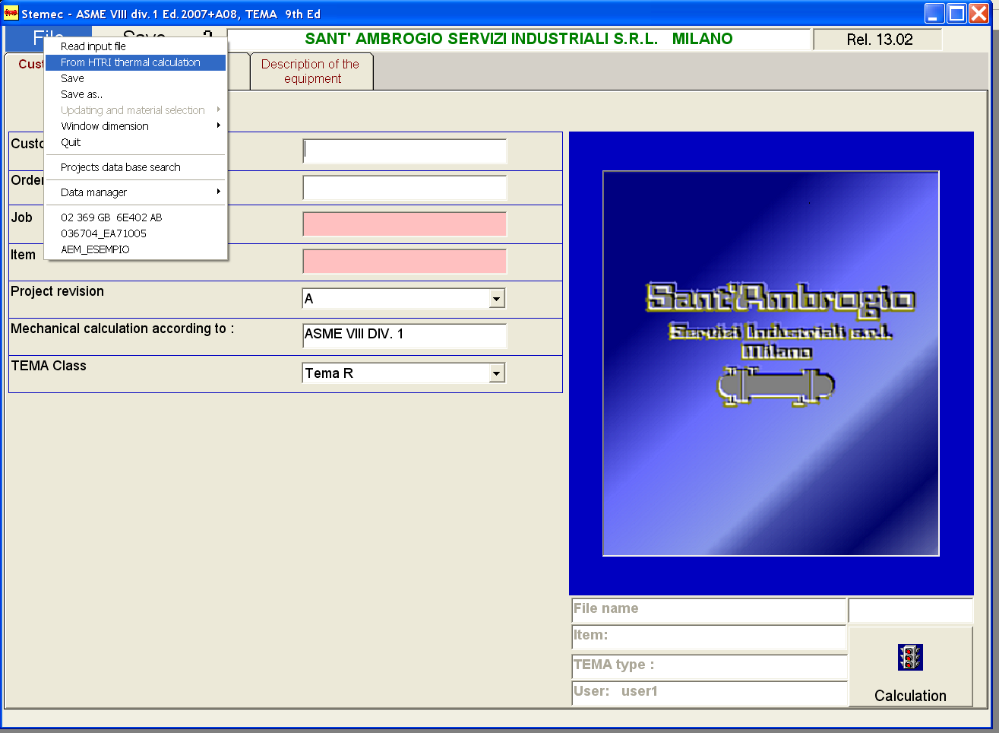 Stemec - ASME VIII div.1 Ed.2007+A08, TEMA  9th Ed
File Save ?
SANT' AMBROGIO SERVIZI INDUSTRIALI S.R.L.   MILANO
Rel. 13.02
Read input file
From HTRI thermal calculation
Save
Save as..
Updating and material selection
Window dimension
Quit
Projects data base search
Data manager
02 369 GB  6E402 AB
036704_EA71005
AEM_ESEMPIO
Cust
Description of the
equipment
Custo
Order
Job
Item
Project revision
A
Mechanical calculation according to :
ASME VIII DIV. 1
TEMA Class
Tema R
Sant'Ambrogio
Servizi Industriali s.r.l.
Milano
File name
Item:
TEMA type :
User:   user1
Calculation